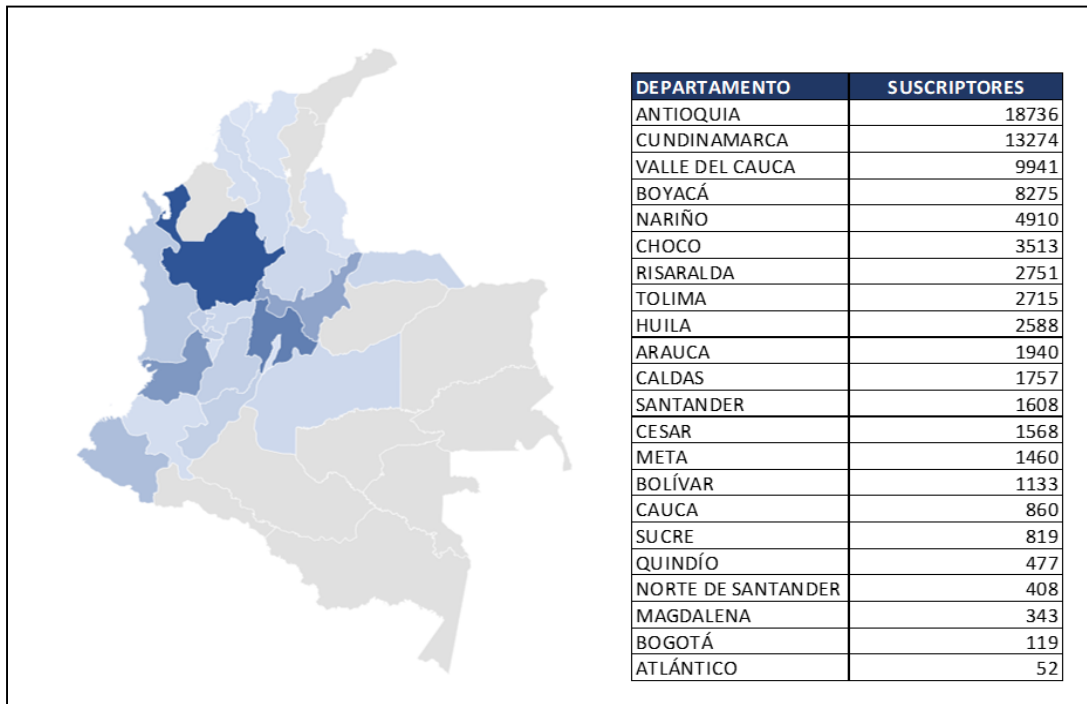 DEPARTAMENTO SUSCRIPTORES
ANTIOQUIA 18736
CUNDINAMARCA 13274
VALLE DEL CAUCA 9941
BOYACÁ 8275
NARIÑO 4910
CHOCO 3513
RISARALDA 2751
TOLIMA 2715
HUILA 2588
ARAUCA 1940
CALDAS 1757
SANTANDER 1608
CESAR 1568
META 1460
BOLÍVAR 1133
CAUCA 860
SUCRE 819
QUINDÍO 477
NORTE DE SANTANDER 408
MAGDALENA 343
BOGOTÁ 119
ATLÁNTICO 52